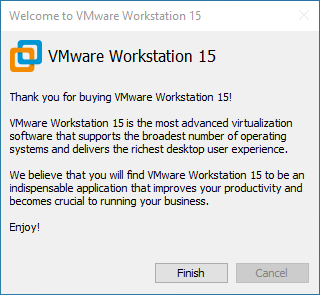 Welcome to VMware Workstation 15
VMware Workstation 15
Thank you for buying VMware Workstation 15!
VMware Workstation 15 is the most advanced virtualization
software that supports the broadest number of operating
systems and delivers the richest desktop user experience.
We believe that you will find VMware Workstation 15 to be an
indispensable application that improves your productivity and
becomes crucial to running your business.
Enjoy!
Finish Cancel